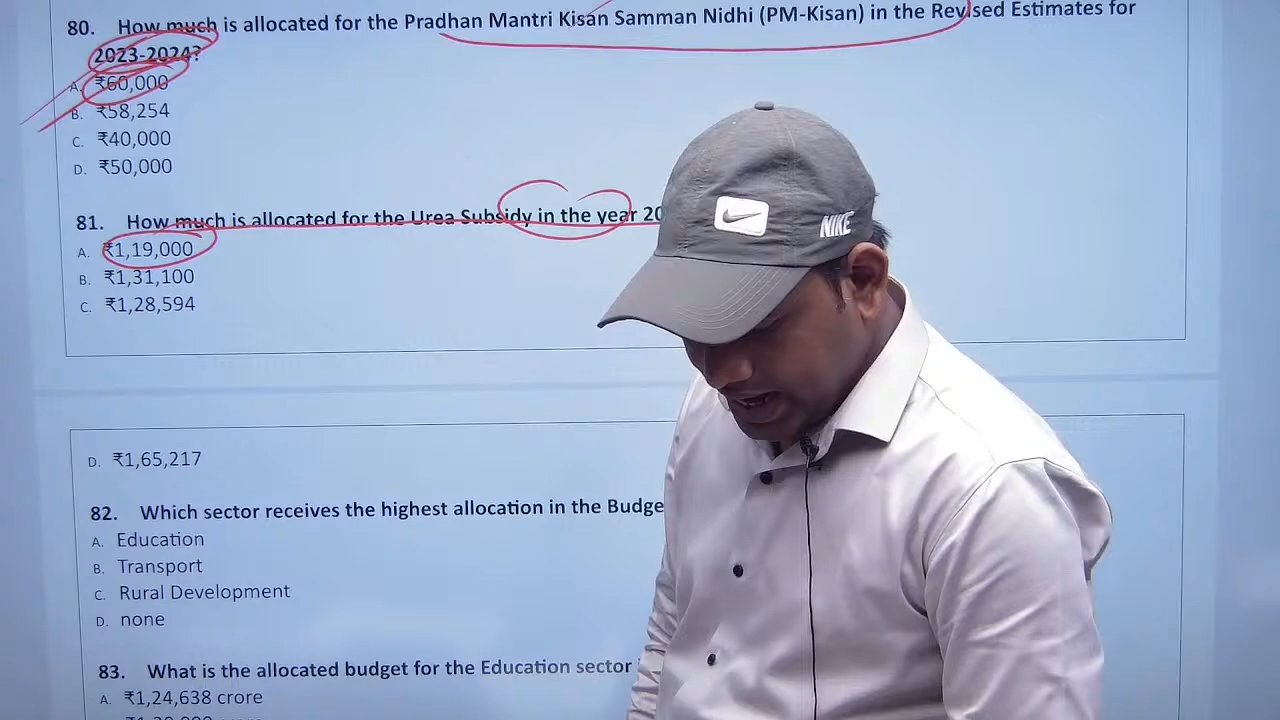 80. How much is allocated for the Pradhan Mantri Kisan Samman Nidhi (PM-Kisan) in the Revised Estimates for
2023-2024?
A. ₹60,000
B. ₹58,254
C. ₹40,000
D. ₹50,000
81. How much is allocated for the Urea Subsidy in the year 20
A. ₹1,19,000
B. ₹1,31,100
C. ₹1,28,594
NIKE
D. ₹1,65,217
82. Which sector receives the highest allocation in the Budge
A. Education
B. Transport
C. Rural Development
D. none
83. What is the allocated budget for the Education sector
A. ₹1,24,638 crore